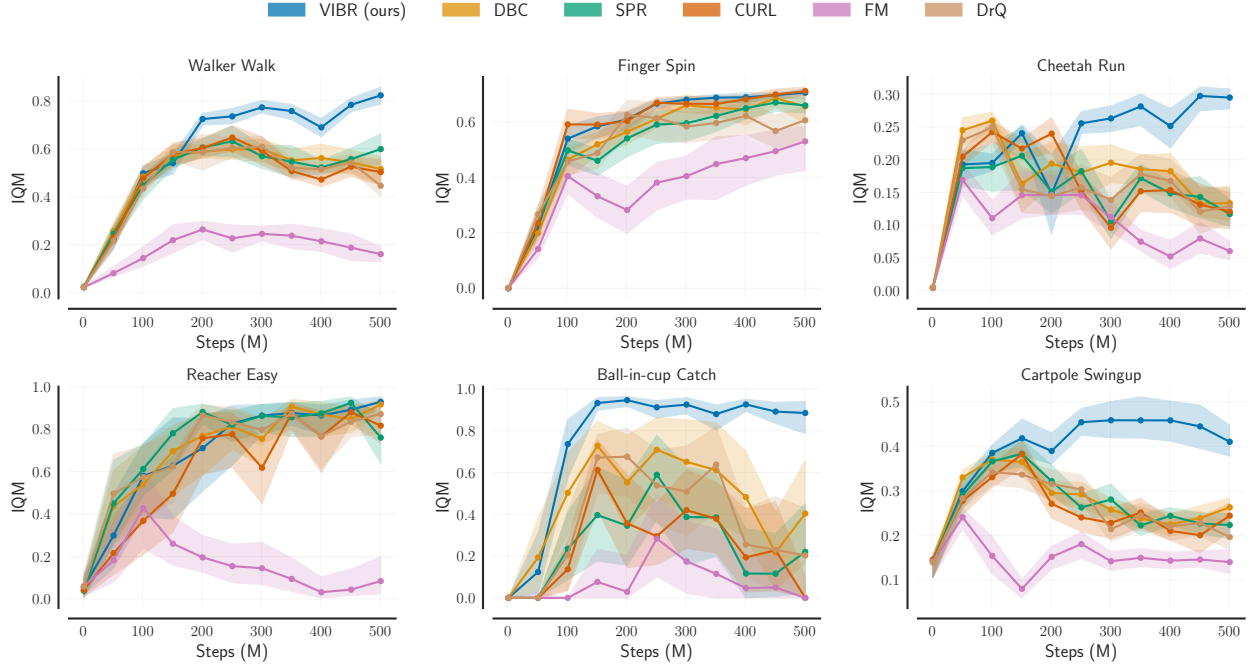 VIBR (ours) DBC SPR CURL FM DrQ
Walker Walk
IQM
0.8
0.6
0.4
0.2
0.0
0 100 200 300 400 500
Steps (M)
Finger Spin
IQM
0.6
0.4
0.2
0.0
0 100 200 300 400 500
Steps (M)
Cheetah Run
IQM
0.30
0.25
0.20
0.15
0.10
0.05
0.00
0 100 200 300 400 500
Steps (M)
Reacher Easy
IQM
1.0
0.8
0.6
0.4
0.2
0.0
0 100 200 300 400 500
Steps (M)
Ball-in-cup Catch
IQM
1.0
0.8
0.6
0.4
0.2
0.0
0 100 200 300 400 500
Steps (M)
Cartpole Swingup
IQM
0.5
0.4
0.3
0.2
0.1
0 100 200 300 400 500
Steps (M)